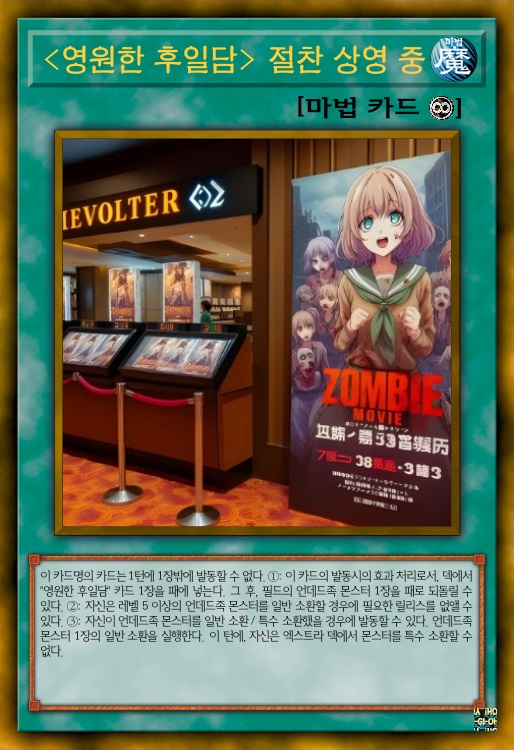 <영원한 후일담> 절찬 상영 중
마법
魔
[마법 카드 ]
IEVOLTER
ZOMBIE
MOVIE
이 카드명의 카드는 1턴에 1장밖에 발동할 수 없다. ①: 이 카드의 발동시의 효과 처리로서, 덱에서
"영원한 후일담" 카드 1장을 패에 넣는다. 그 후, 필드의 언데드족 몬스터 1장을 패로 되돌릴 수
있다. ②: 자신은 레벨 5 이상의 언데드족 몬스터를 일반 소환할 경우에 필요한 릴리스를 없앨 수
있다. ③: 자신이 언데드족 몬스터를 일반 소환 / 특수 소환했을 경우에 발동할 수 있다. 언데드족
몬스터 1장의 일반 소환을 실행한다. 이 턴에, 자신은 엑스트라 덱에서 몬스터를 특수 소환할 수
없다.